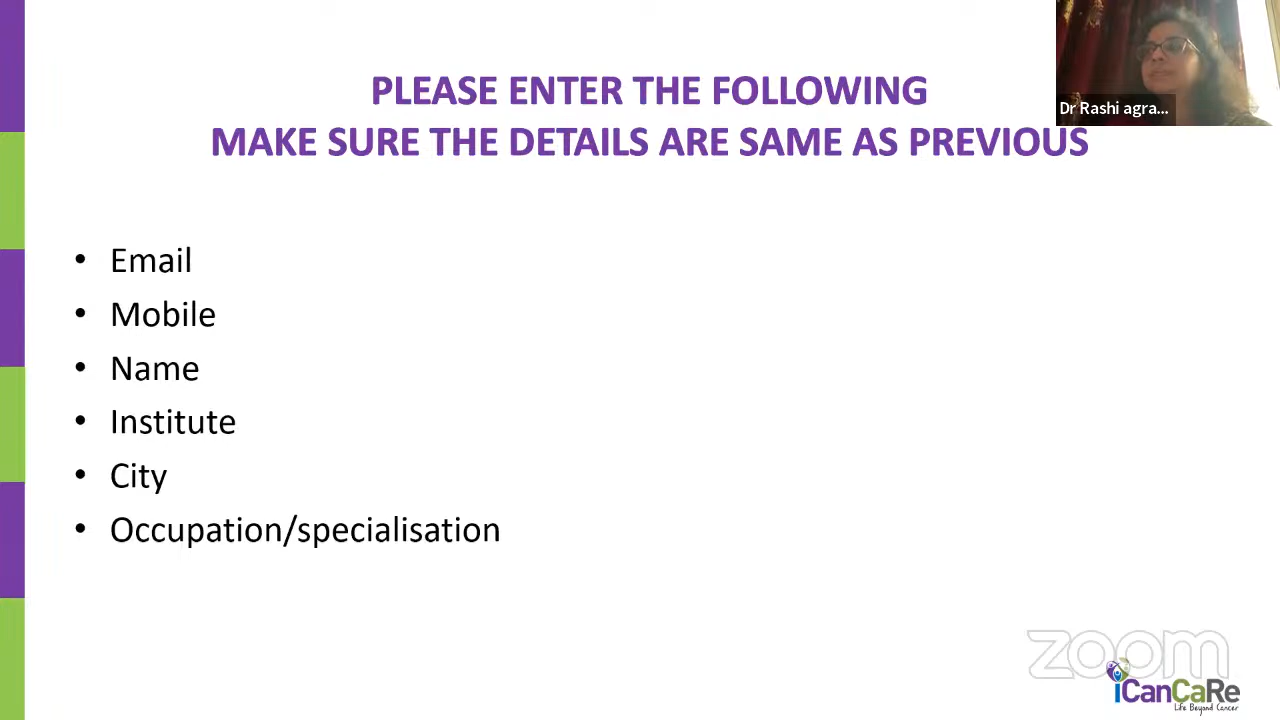 PLEASE ENTER THE FOLLOWING
MAKE SURE THE DETAILS ARE SAME AS PREVIOUS
Dr Rashi agra...
• Email
• Mobile
• Name
• Institute
• City
• Occupation/specialisation
zoom
iCanCaRe
Life Beyond Cancer